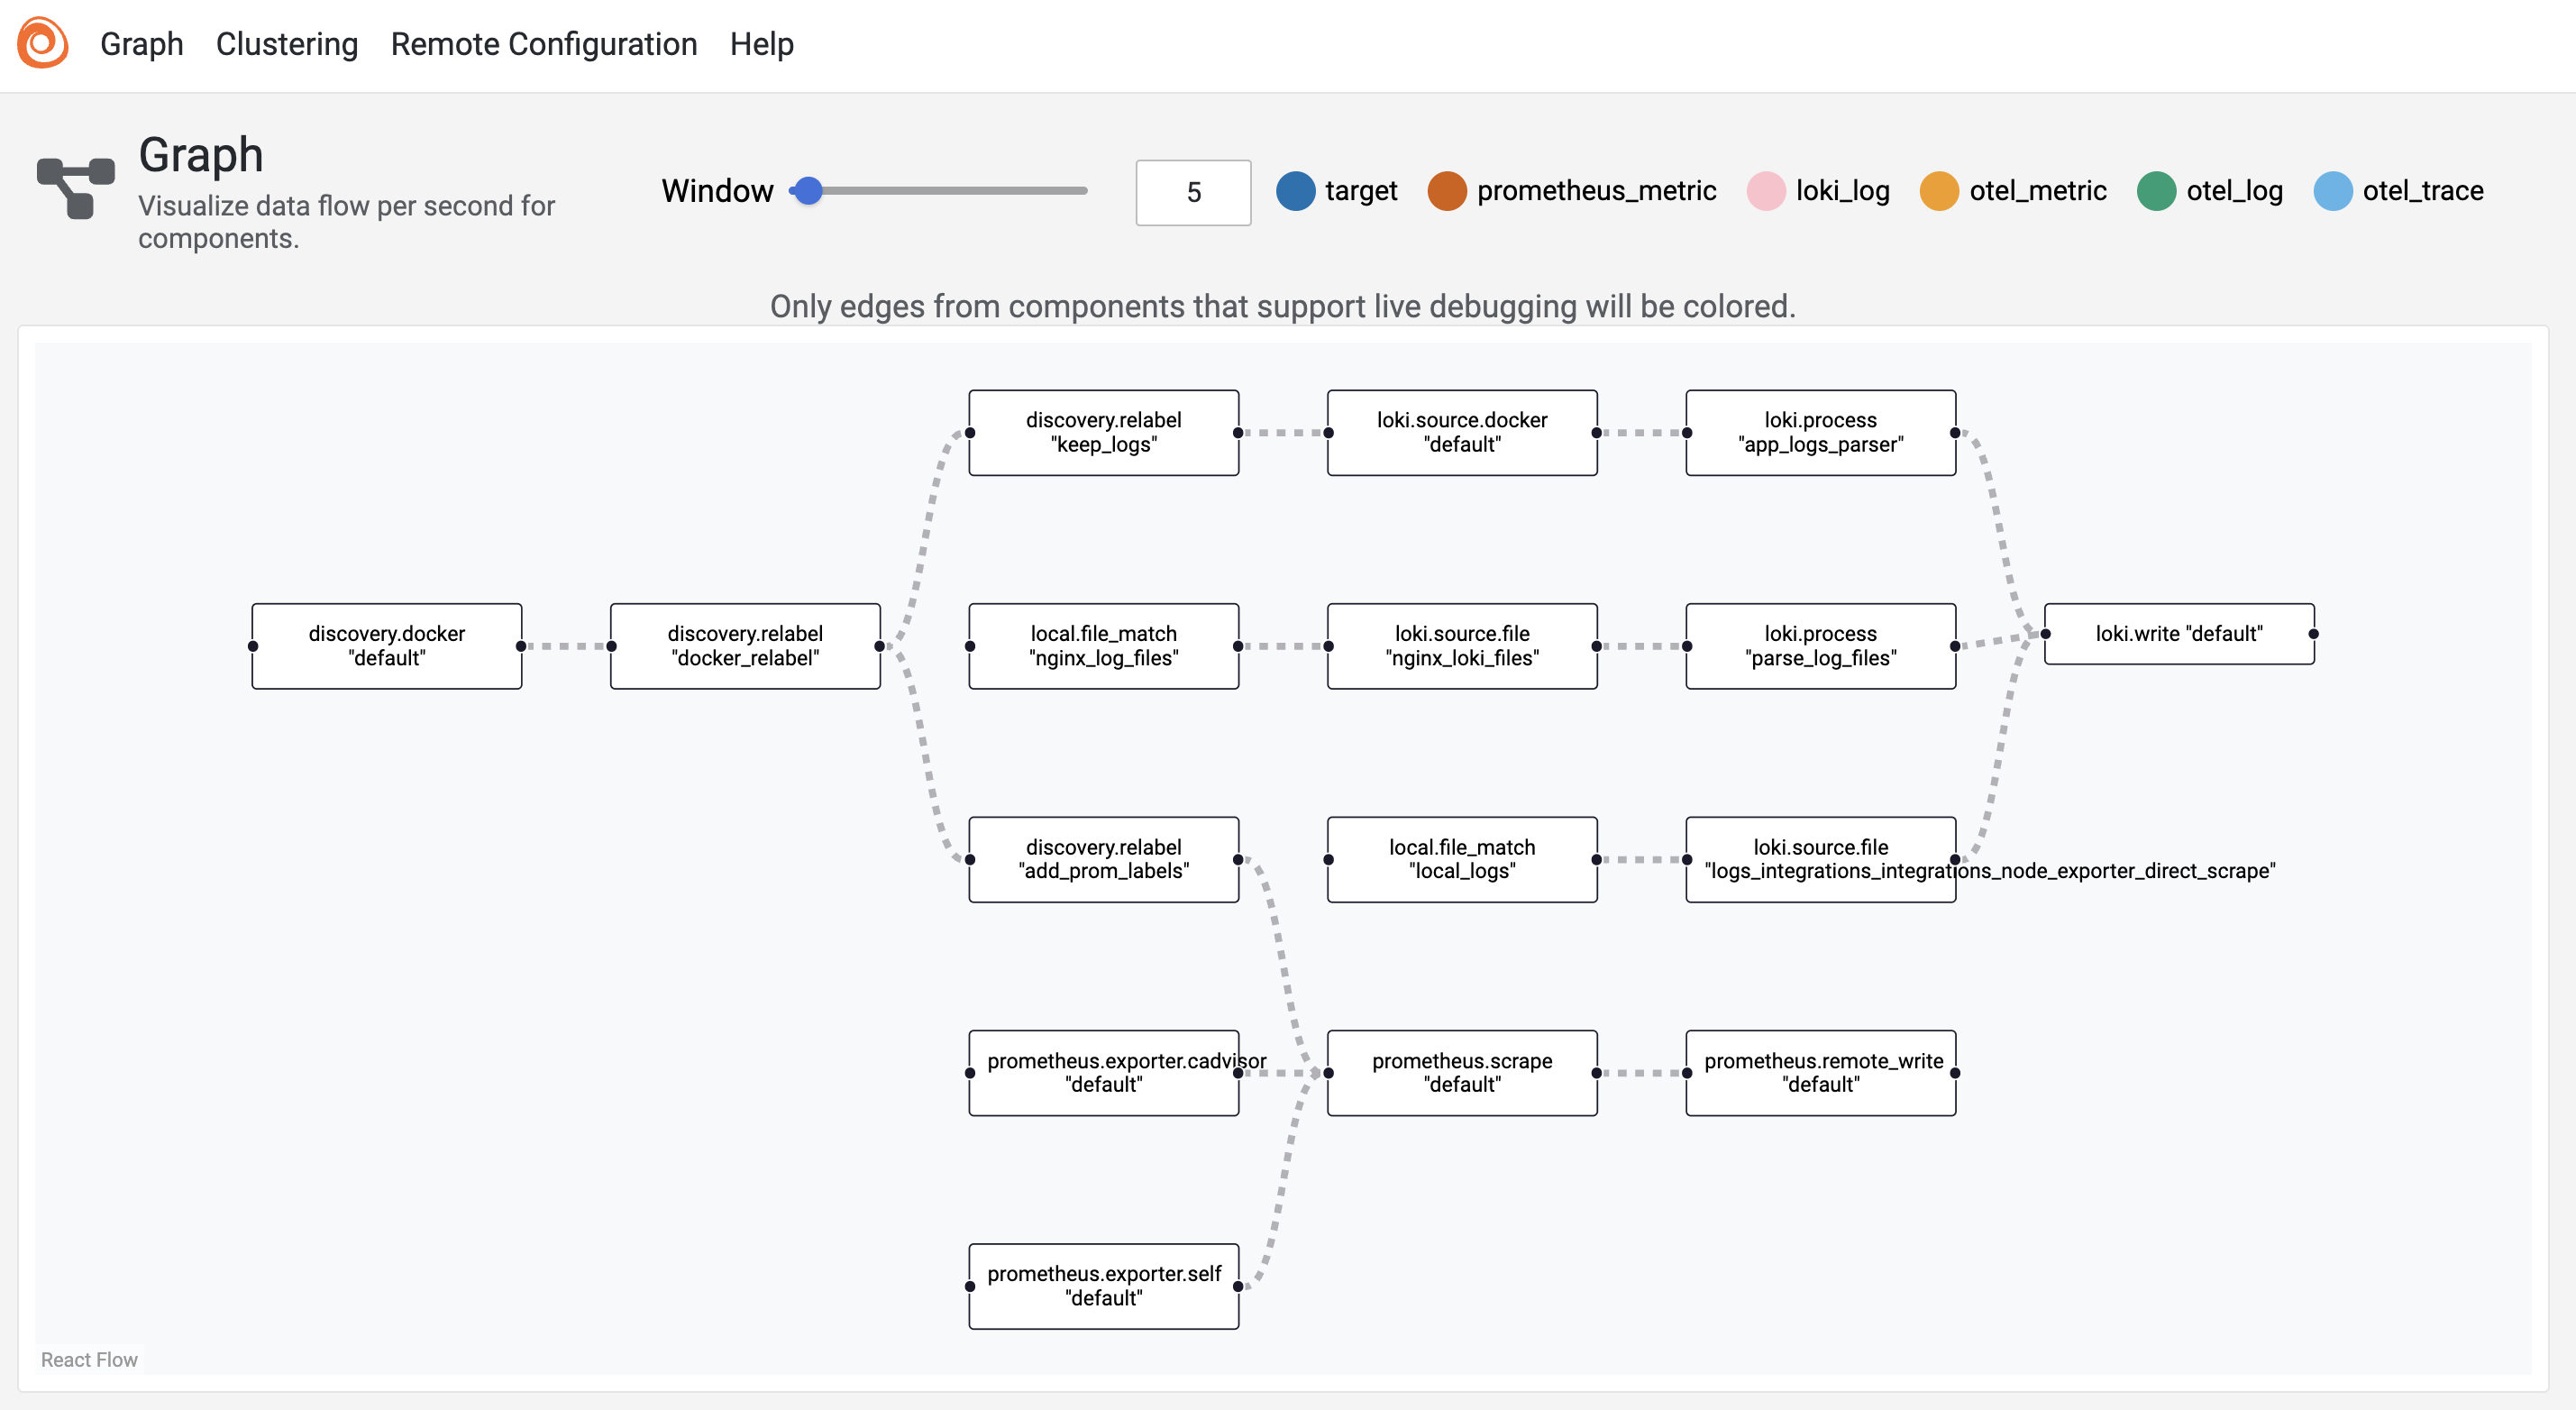 Graph Clustering Remote Configuration Help
Graph
Visualize data flow per second for
components.
Window 5 target prometheus_metric loki_log otel_metric otel_log otel_trace
Only edges from components that support live debugging will be colored.
discovery.relabel
"keep_logs"
loki.source.docker
"default"
loki.process
"app_logs_parser"
discovery.docker
"default"
discovery.relabel
"docker_relabel"
local.file_match
"nginx_log_files"
loki.source.file
"nginx_loki_files"
loki.process
"parse_log_files"
loki.write "default"
discovery.relabel
"add_prom_labels"
local.file_match
"local_logs"
loki.source.file
"logs_integrations_integrations_node_exporter_direct_scrape"
prometheus.exporter.cadvisor
"default"
prometheus.scrape
"default"
prometheus.remote_write
"default"
prometheus.exporter.self
"default"
React Flow